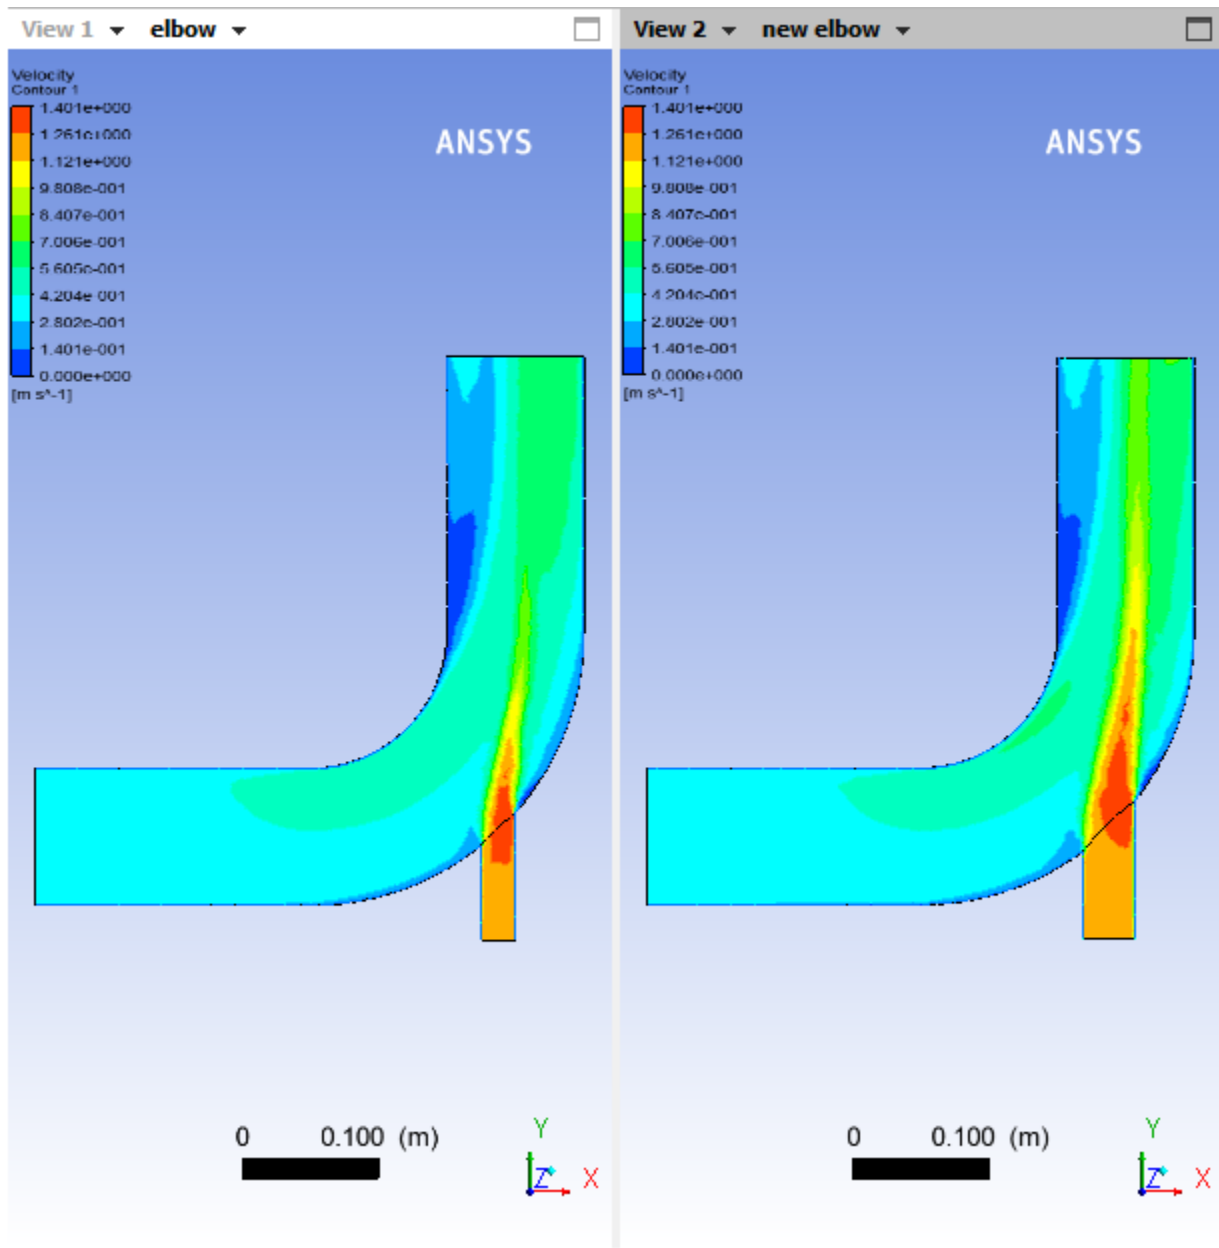 View 1 elbow
Velocity
Contour 1
1.401e+000
1.261e+000
1.121e+000
9.808e-001
8.407e-001
7.006e-001
5.605e-001
4.204e-001
2.802e-001
1.401e-001
0.000e+000
[m s^-1]
ANSYS
0 0.100 (m)
Y
Z X
View 2 new elbow
Velocity
Contour 1
1.401e+000
1.261e+000
1.121e+000
9.808e-001
8.407e-001
7.006e-001
5.605e-001
4.204e-001
2.802e-001
1.401e-001
0.000e+000
[m s^-1]
ANSYS
0 0.100 (m)
Y
Z X